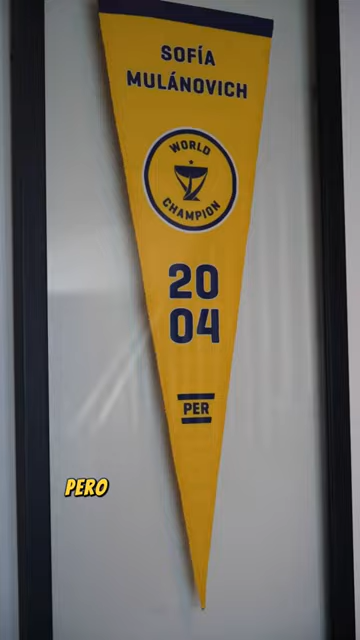 SOFÍA
MULÁNOVICH
WORLD
CHAMPION
20
04
PER
PERO